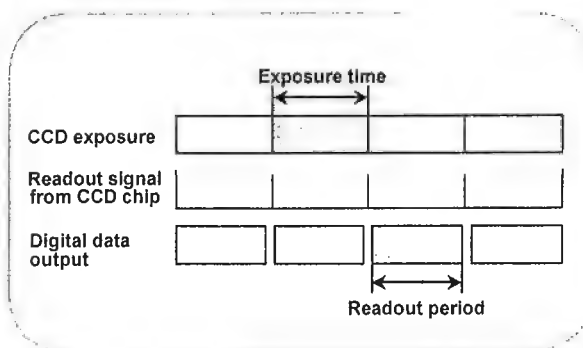 Exposure time
CCD exposure
Readout signal
from CCD chip
Digital data
output
Readout period